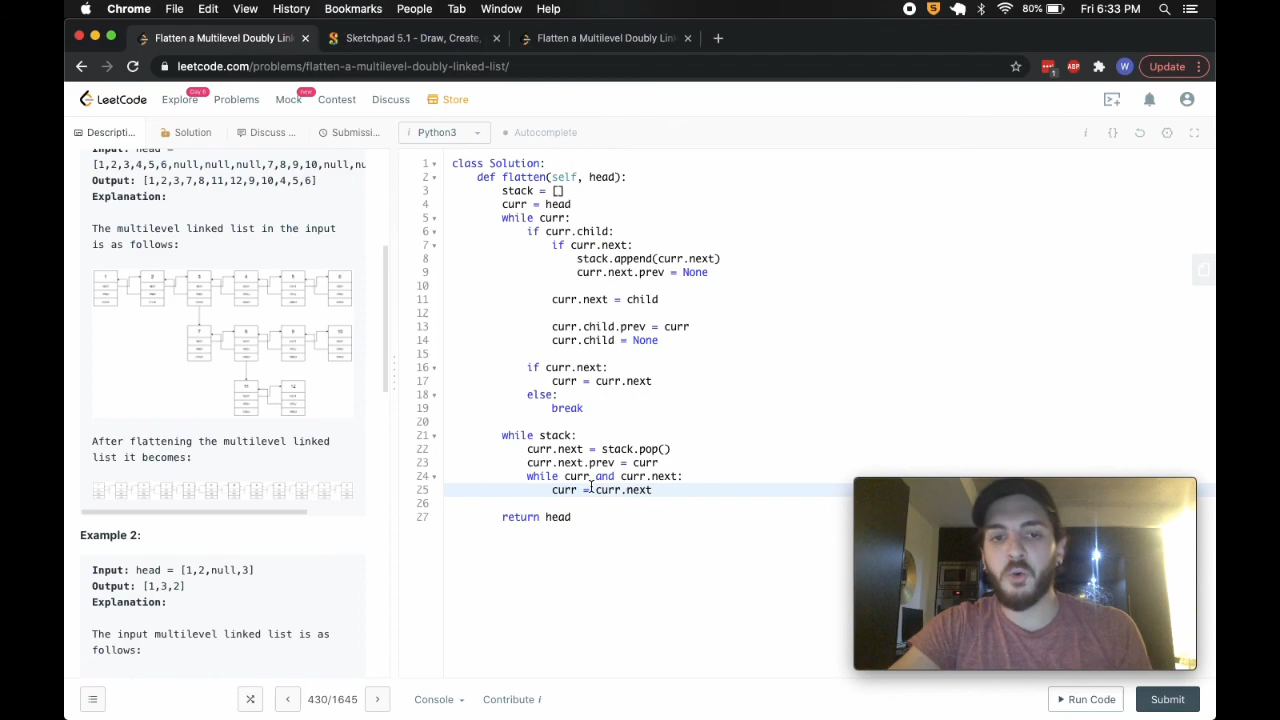 Chrome File Edit View History Bookmarks People Tab Window Help 80% Fri 6:33 PM
Flatten a Multilevel Doubly Lin Sketchpad 5.1 - Draw, Create, Flatten a Multilevel Doubly Lin
leetcode.com/problems/flatten-a-multilevel-doubly-linked-list/ Update
LeetCode Explore Day 6 Problems Mock new Contest Discuss Store
Descripti... Solution Discuss ... Submissi... Python3 Autocomplete
Input: head =
[1,2,3,4,5,6,null,null,null,7,8,9,10,null,nu
Output: [1,2,3,7,8,11,12,9,10,4,5,6]
Explanation:
The multilevel linked list in the input
is as follows:
After flattening the multilevel linked
list it becomes:
Example 2:
Input: head = [1,2,null,3]
Output: [1,3,2]
Explanation:
The input multilevel linked list is as
follows:
1 class Solution:
2 def flatten(self, head):
3 stack = []
4 curr = head
5 while curr:
6 if curr.child:
7 if curr.next:
8 stack.append(curr.next)
9 curr.next.prev = None
10
11 curr.next = child
12
13 curr.child.prev = curr
14 curr.child = None
15
16 if curr.next:
17 curr = curr.next
18 else:
19 break
20
21 while stack:
22 curr.next = stack.pop()
23 curr.next.prev = curr
24 while curr and curr.next:
25 curr = curr.next
26
27 return head
430/1645 Console Contribute i Run Code Submit